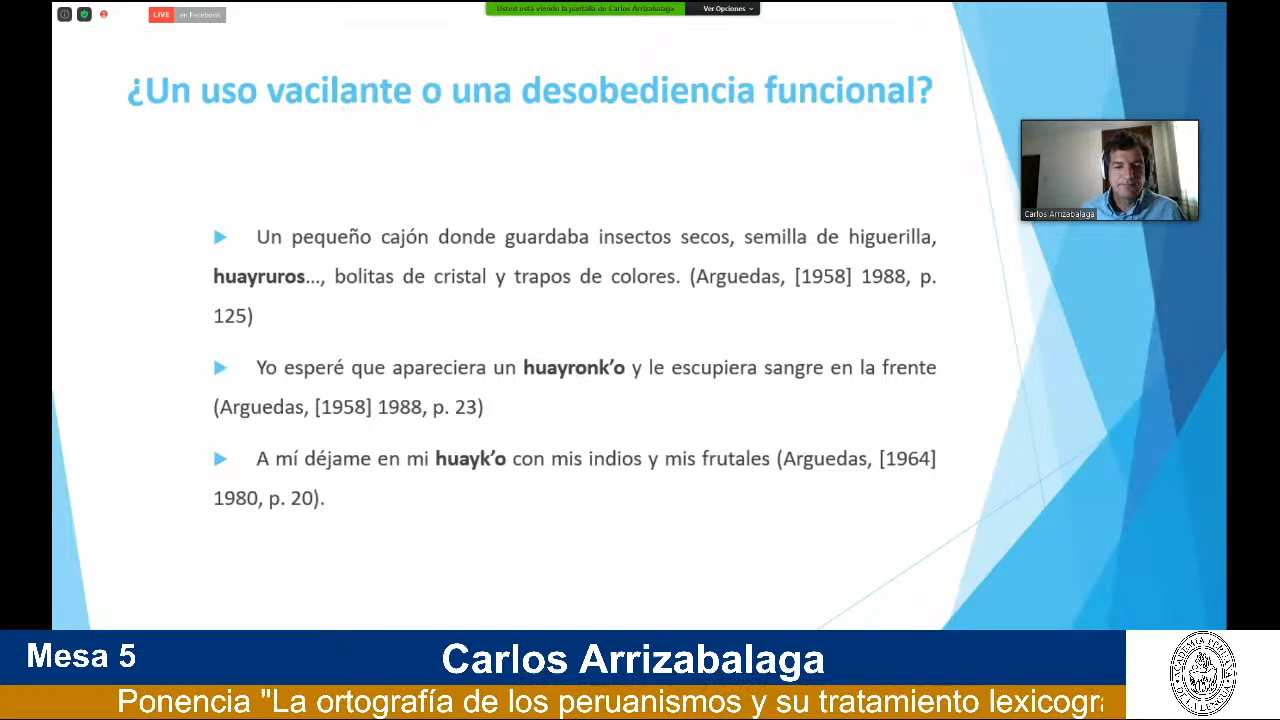 LIVE en Facebook
Usted está viendo la pantalla de Carlos Arrizabalaga
Ver Opciones
¿Un uso vacilante o una desobediencia funcional?
Un pequeño cajón donde guardaba insectos secos, semilla de higuerilla,
huayruros..., bolitas de cristal y trapos de colores. (Arguedas, [1958] 1988, p.
125)
Yo esperé que apareciera un huayronk’o y le escupiera sangre en la frente
(Arguedas, [1958] 1988, p. 23)
A mí déjame en mi huayk’o con mis indios y mis frutales (Arguedas, [1964]
1980, p. 20).
Carlos Arrizabalaga
Mesa 5
Carlos Arrizabalaga
Ponencia "La ortografía de los peruanismos y su tratamiento lexicogr